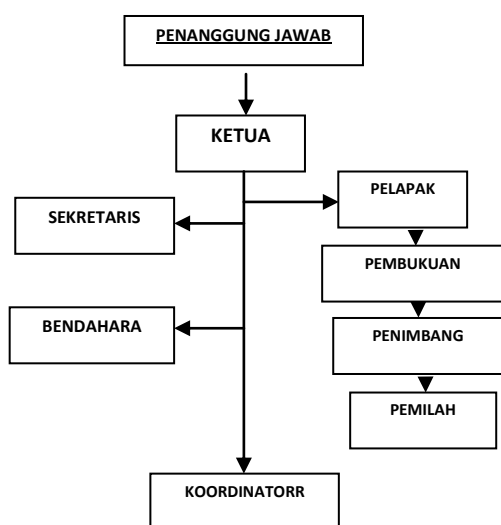 PENANGGUNG JAWAB
KETUA
PELAPAK
SEKRETARIS
PEMBUKUAN
BENDAHARA
PENIMBANG
PEMILAH
KOORDINATORR